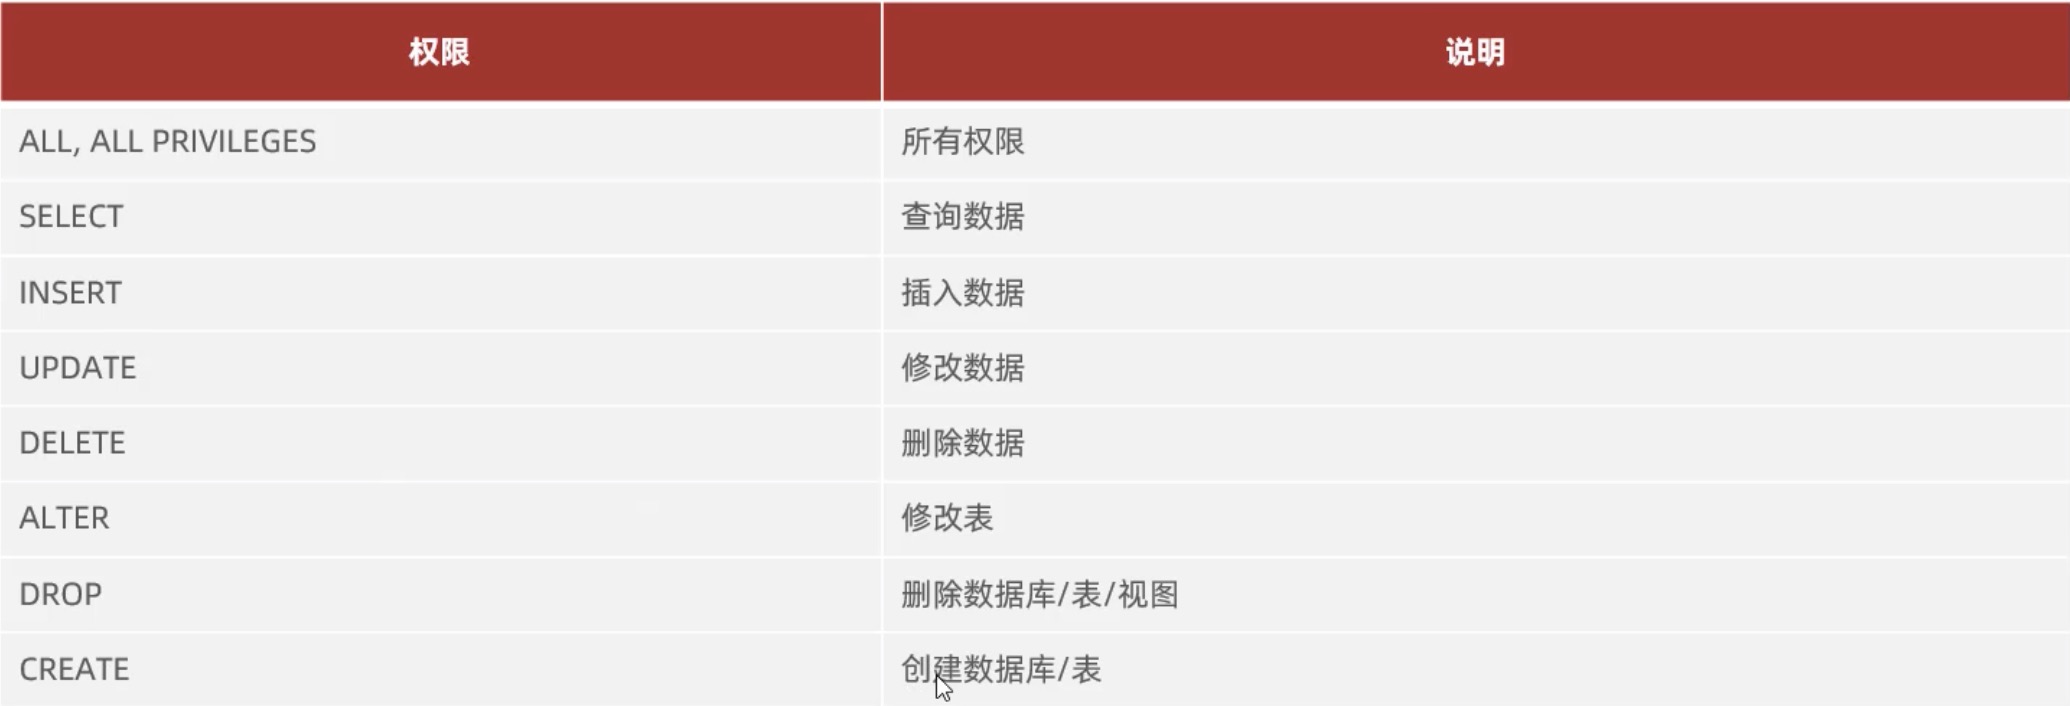 权限 说明
ALL, ALL PRIVILEGES 所有权限
SELECT 查询数据
INSERT 插入数据
UPDATE 修改数据
DELETE 删除数据
ALTER 修改表
DROP 删除数据库/表/视图
CREATE 创建数据库/表